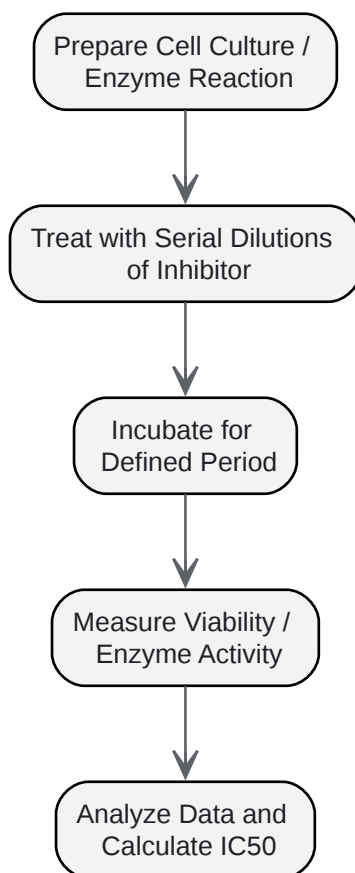 Prepare Cell Culture /
Enzyme Reaction
Treat with Serial Dilutions
of Inhibitor
Incubate for
Defined Period
Measure Viability /
Enzyme Activity
Analyze Data and
Calculate IC50